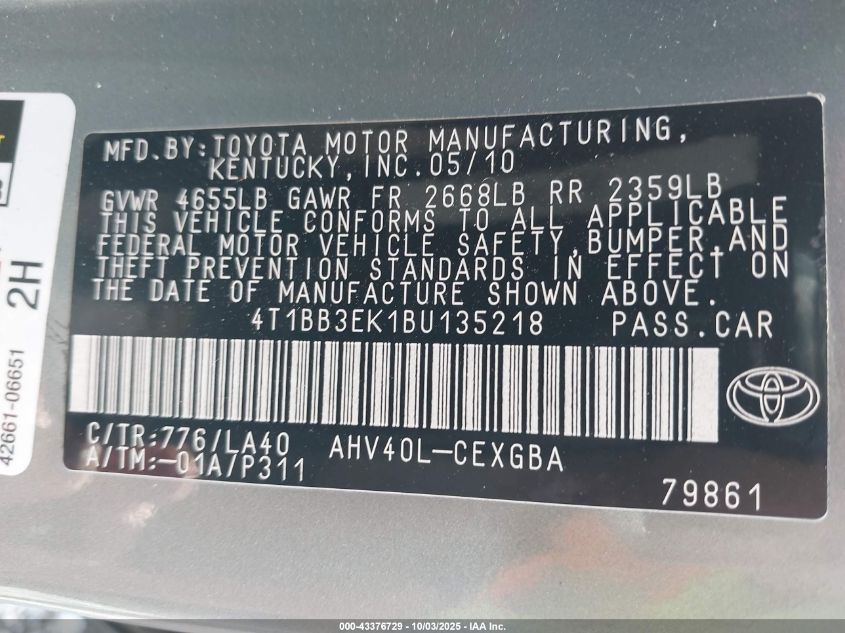 MFD.BY:TOYOTA MOTOR MANUFACTURING,
KENTUCKY,INC.05/10
GVWR 4655LB GAWR FR 2668LB RR 2359LB
THIS VEHICLE CONFORMS TO ALL APPLICABLE
FEDERAL MOTOR VEHICLE SAFETY,BUMPER,AND
THEFT PREVENTION STANDARDS IN EFFECT ON
THE DATE OF MANUFACTURE SHOWN ABOVE.
4T1BB3EK1BU135218 PASS.CAR
C/TR:776/LA40 AHV40L-CEXGBA
A/TM:-01A/P311
79861
42661-06651
2H
000-43376729 - 10/03/2025 - IAA Inc.